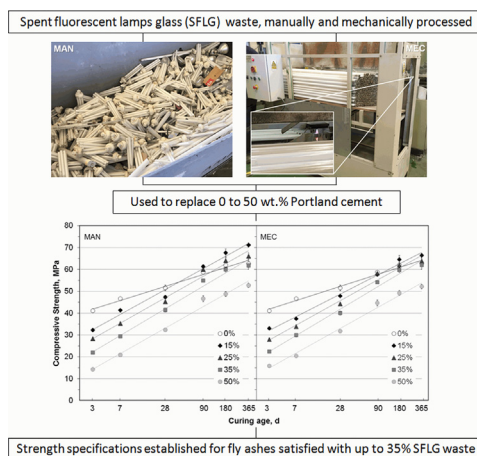 Spent fluorescent lamps glass (SFLG) waste, manually and mechanically processed
MAN
MEC
Used to replace 0 to 50 wt.% Portland cement
Compressive Strength, MPa
80
70
60
50
40
30
20
10
0
MAN
0%
15%
25%
35%
50%
3 7 28 90 180 365
MEC
0%
15%
25%
35%
50%
3 7 28 90 180 365
Curing age, d
Strength specifications established for fly ashes satisfied with up to 35% SFLG waste